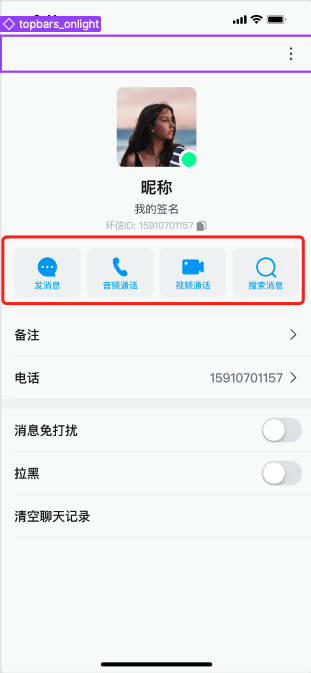 topbars_onlight
昵称
我的签名
环信ID: 15910701157
发消息
音频通话
视频通话
搜索消息
备注
电话 15910701157
消息免打扰
拉黑
清空聊天记录